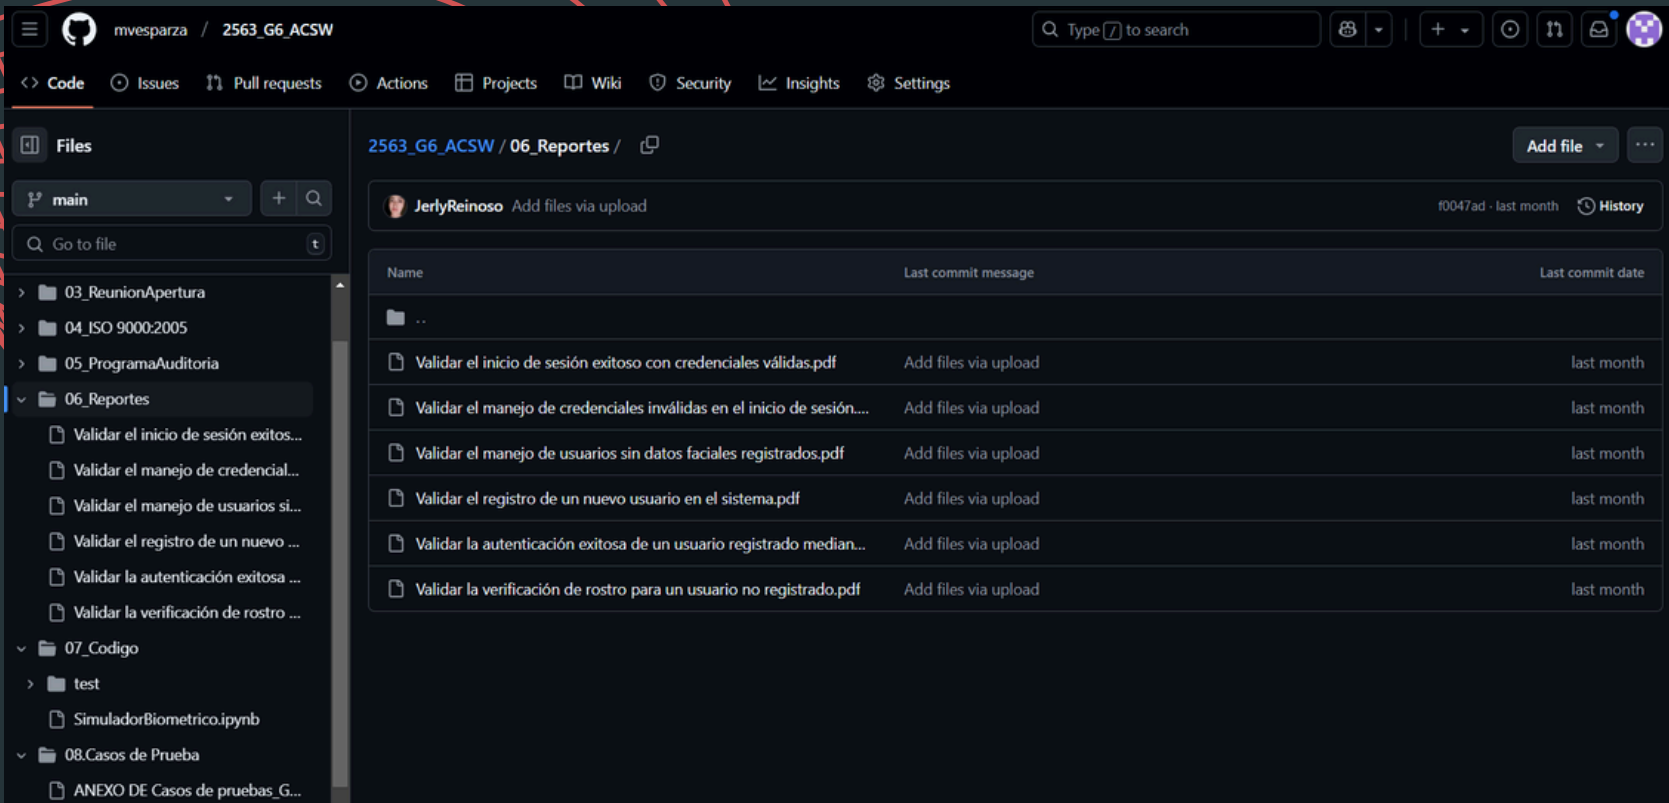 mvesparza / 2563_G6_ACSW
Type / to search
Code Issues Pull requests Actions Projects Wiki Security Insights Settings
Files
main
Go to file t
03_ReunionApertura
04_ISO 9000:2005
05_ProgramaAuditoria
06_Reportes
Validar el inicio de sesión exitos...
Validar el manejo de credencial...
Validar el manejo de usuarios si...
Validar el registro de un nuevo ...
Validar la autenticación exitosa ...
Validar la verificación de rostro ...
07_Codigo
test
SimuladorBiometrico.ipynb
08.Casos de Prueba
ANEXO DE Casos de pruebas_G...
2563_G6_ACSW / 06_Reportes /
Add file
JerlyReinoso Add files via upload
f0047ad · last month History
Name Last commit message Last commit date
..
Validar el inicio de sesión exitoso con credenciales válidas.pdf Add files via upload last month
Validar el manejo de credenciales inválidas en el inicio de sesión.... Add files via upload last month
Validar el manejo de usuarios sin datos faciales registrados.pdf Add files via upload last month
Validar el registro de un nuevo usuario en el sistema.pdf Add files via upload last month
Validar la autenticación exitosa de un usuario registrado median... Add files via upload last month
Validar la verificación de rostro para un usuario no registrado.pdf Add files via upload last month